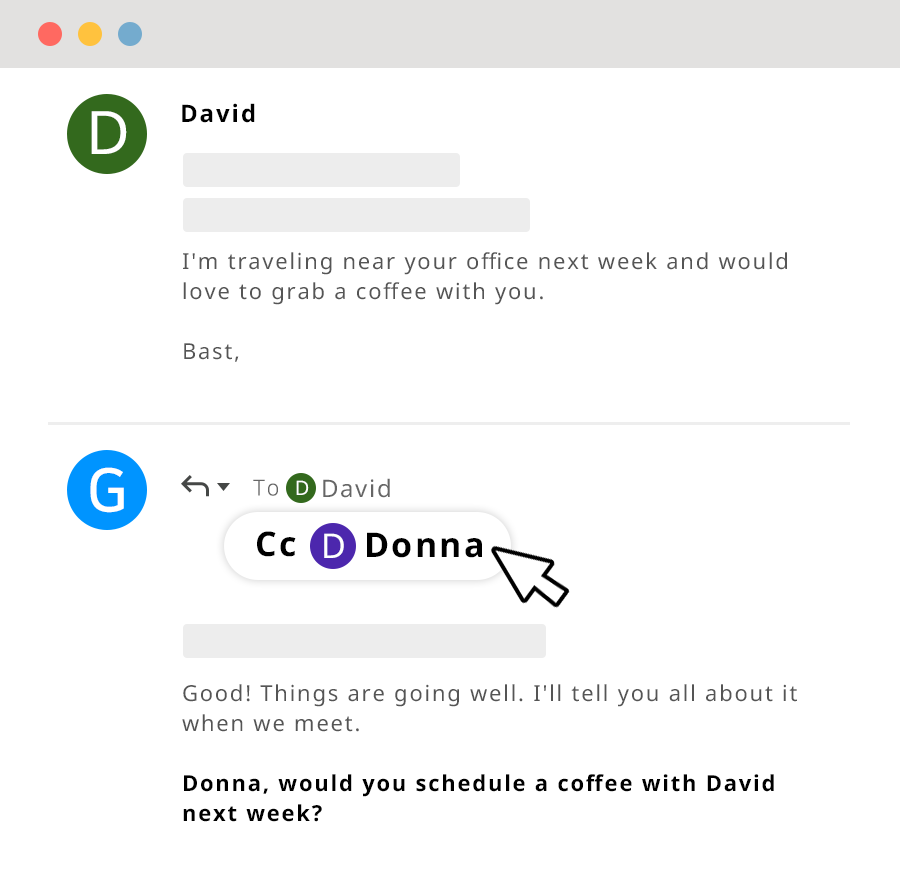 D
David
I'm traveling near your office next week and would
love to grab a coffee with you.
Bast,
G
To D David
Cc D Donna
Good! Things are going well. I'll tell you all about it
when we meet.
Donna, would you schedule a coffee with David
next week?